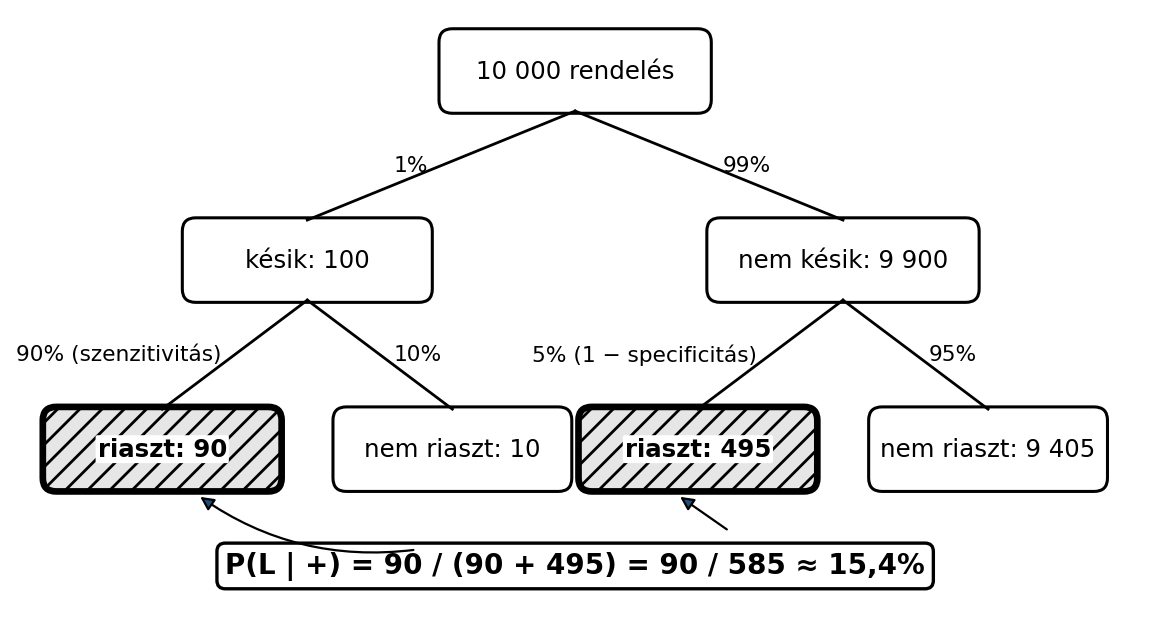 10 000 rendelés
1%
99%
késik: 100
nem késik: 9 900
90% (szenzitivitás)
10%
5% (1 − specificitás)
95%
riaszt: 90
nem riaszt: 10
riaszt: 495
nem riaszt: 9 405
P(L | +) = 90 / (90 + 495) = 90 / 585 ≈ 15,4%